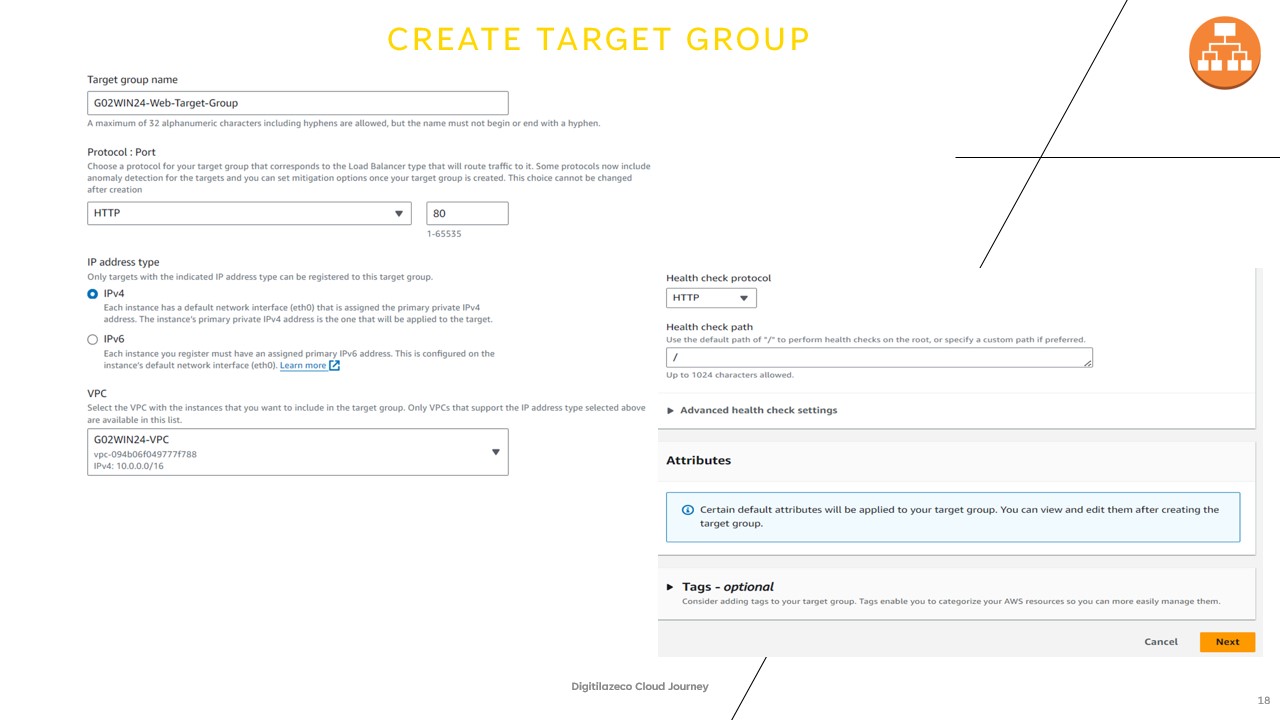 CREATE TARGET GROUP
Target group name
G02WIN24-Web-Target-Group
A maximum of 32 alphanumeric characters including hyphens are allowed, but the name must not begin or end with a hyphen.
Protocol : Port
Choose a protocol for your target group that corresponds to the Load Balancer type that will route traffic to it. Some protocols now include
anomaly detection for the targets and you can set mitigation options once your target group is created. This choice cannot be changed
after creation
HTTP
80
1-65535
IP address type
Only targets with the indicated IP address type can be registered to this target group.
IPv4
Each instance has a default network interface (eth0) that is assigned the primary private IPv4
address. The instance's primary private IPv4 address is the one that will be applied to the target.
IPv6
Each instance you register must have an assigned primary IPv6 address. This is configured on the
instance's default network interface (eth0). Learn more
VPC
Select the VPC with the instances that you want to include in the target group. Only VPCs that support the IP address type selected above
are available in this list.
G02WIN24-VPC
vpc-094b06f049777f788
IPv4: 10.0.0.0/16
Health check protocol
HTTP
Health check path
Use the default path of "/" to perform health checks on the root, or specify a custom path if preferred.
/
Up to 1024 characters allowed.
Advanced health check settings
Attributes
Certain default attributes will be applied to your target group. You can view and edit them after creating the
target group.
Tags - optional
Consider adding tags to your target group. Tags enable you to categorize your AWS resources so you can more easily manage them.
Cancel
Next
Digitilazeco Cloud Journey
18